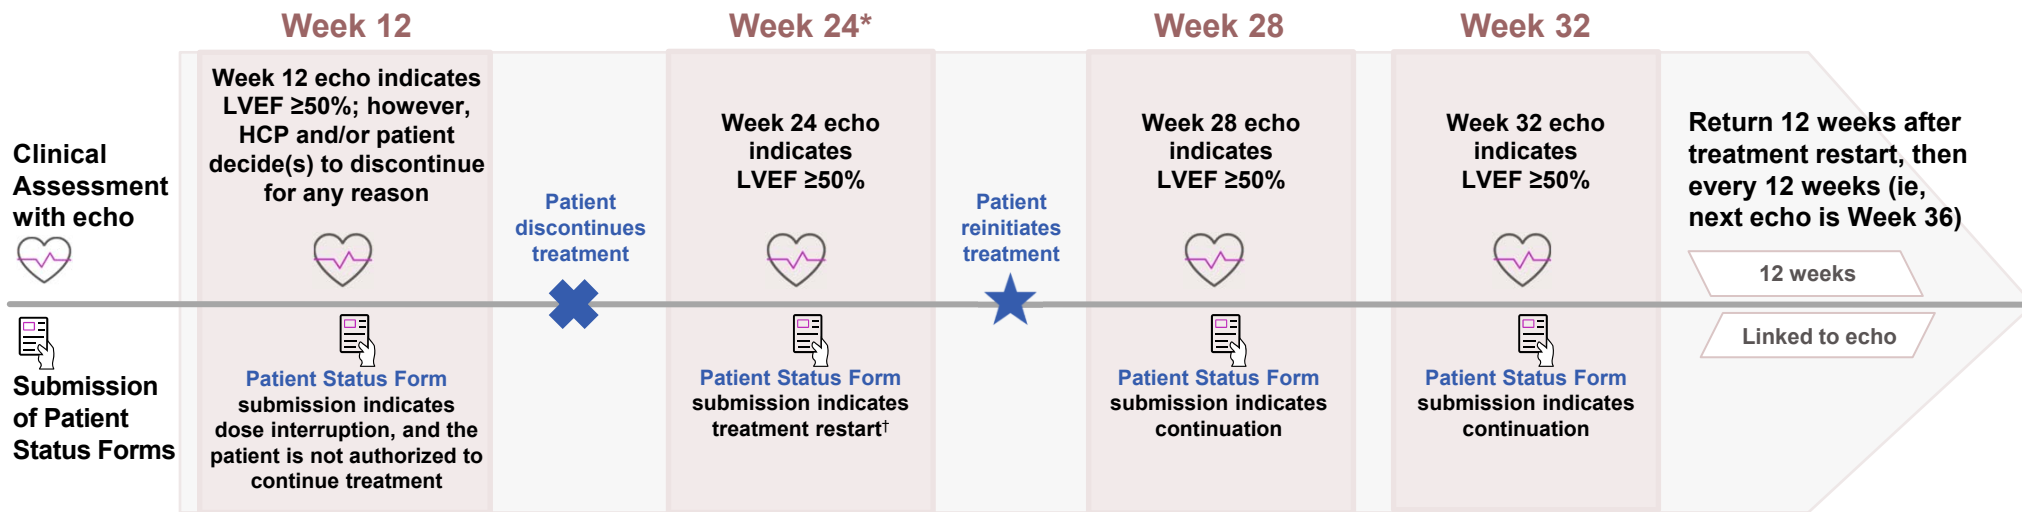 Week 12
Week 24*
Week 28
Week 32
Clinical
Assessment
with echo
Week 12 echo indicates
LVEF ≥50%; however,
HCP and/or patient
decide(s) to discontinue
for any reason
Patient
discontinues
treatment
Week 24 echo
indicates
LVEF ≥50%
Patient
reinitiates
treatment
Week 28 echo
indicates
LVEF ≥50%
Week 32 echo
indicates
LVEF ≥50%
Return 12 weeks after
treatment restart, then
every 12 weeks (ie,
next echo is Week 36)
12 weeks
Linked to echo
Submission
of Patient
Status Forms
Patient Status Form
submission indicates
dose interruption, and the
patient is not authorized to
continue treatment
Patient Status Form
submission indicates
treatment restart†
Patient Status Form
submission indicates
continuation
Patient Status Form
submission indicates
continuation